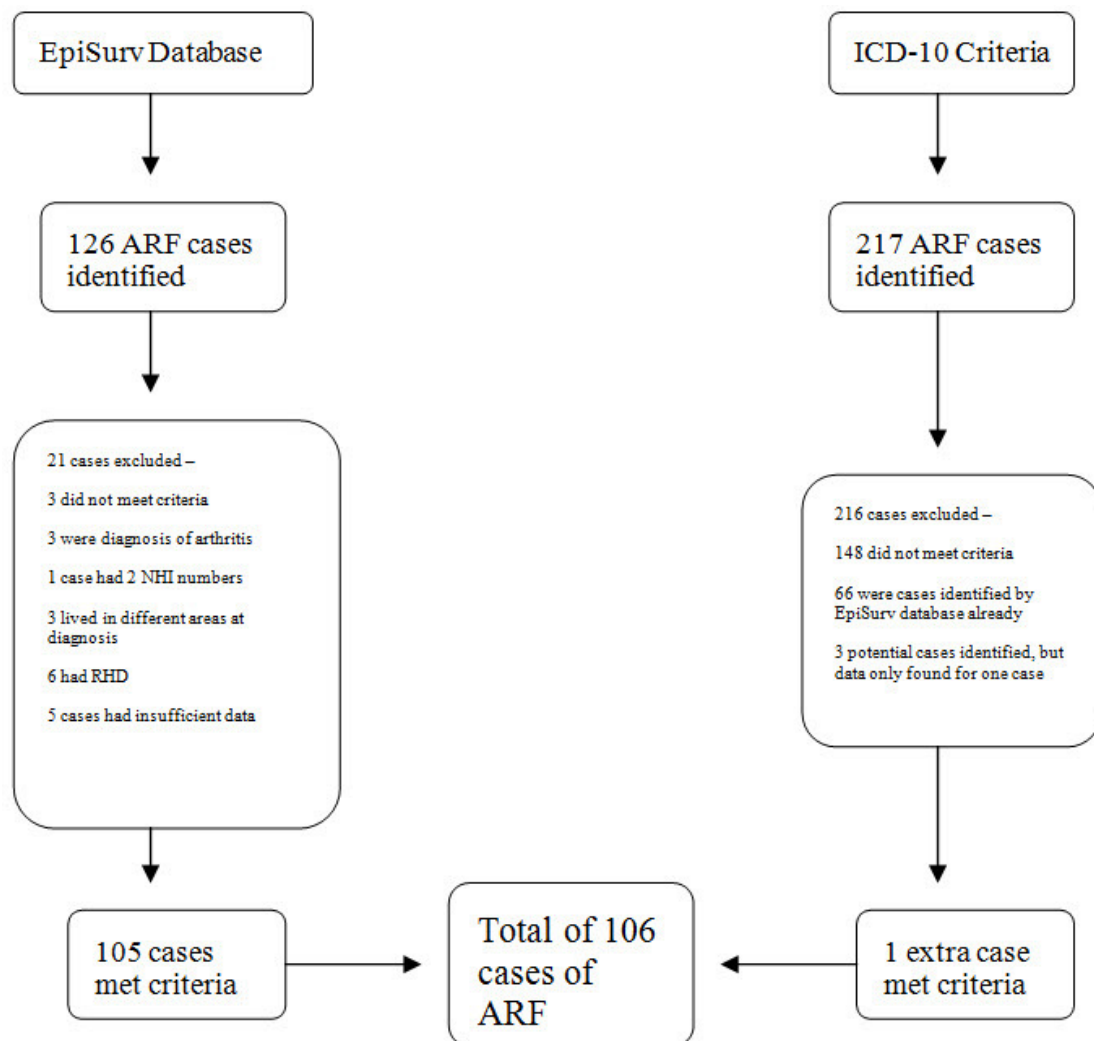 EpiSurv Database
ICD-10 Criteria
126 ARF cases
identified
217 ARF cases
identified
21 cases excluded –
3 did not meet criteria
3 were diagnosis of arthritis
1 case had 2 NHI numbers
3 lived in different areas at
diagnosis
6 had RHD
5 cases had insufficient data
216 cases excluded –
148 did not meet criteria
66 were cases identified by
EpiSurv database already
3 potential cases identified, but
data only found for one case
105 cases
met criteria
Total of 106
cases of
ARF
1 extra case
met criteria